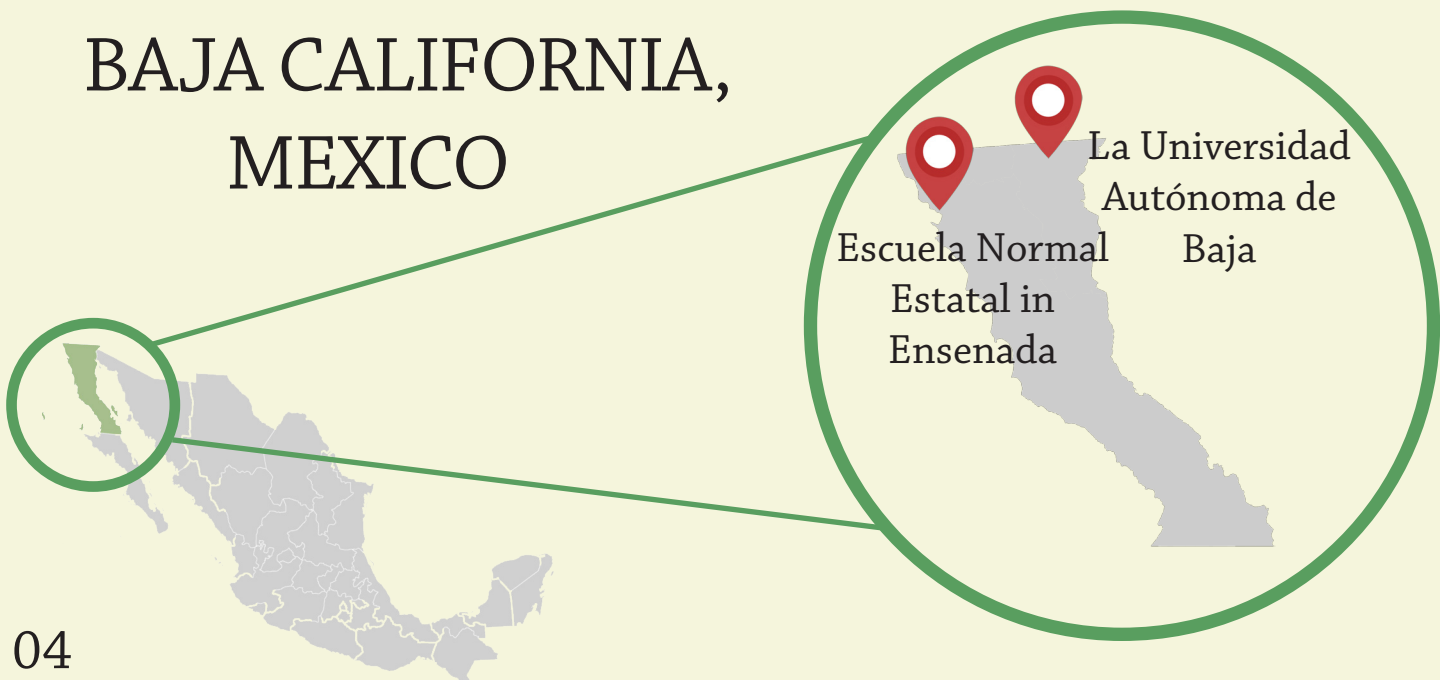 BAJA CALIFORNIA,
MEXICO
La Universidad
Autónoma de
Baja
Escuela Normal
Estatal in
Ensenada
04